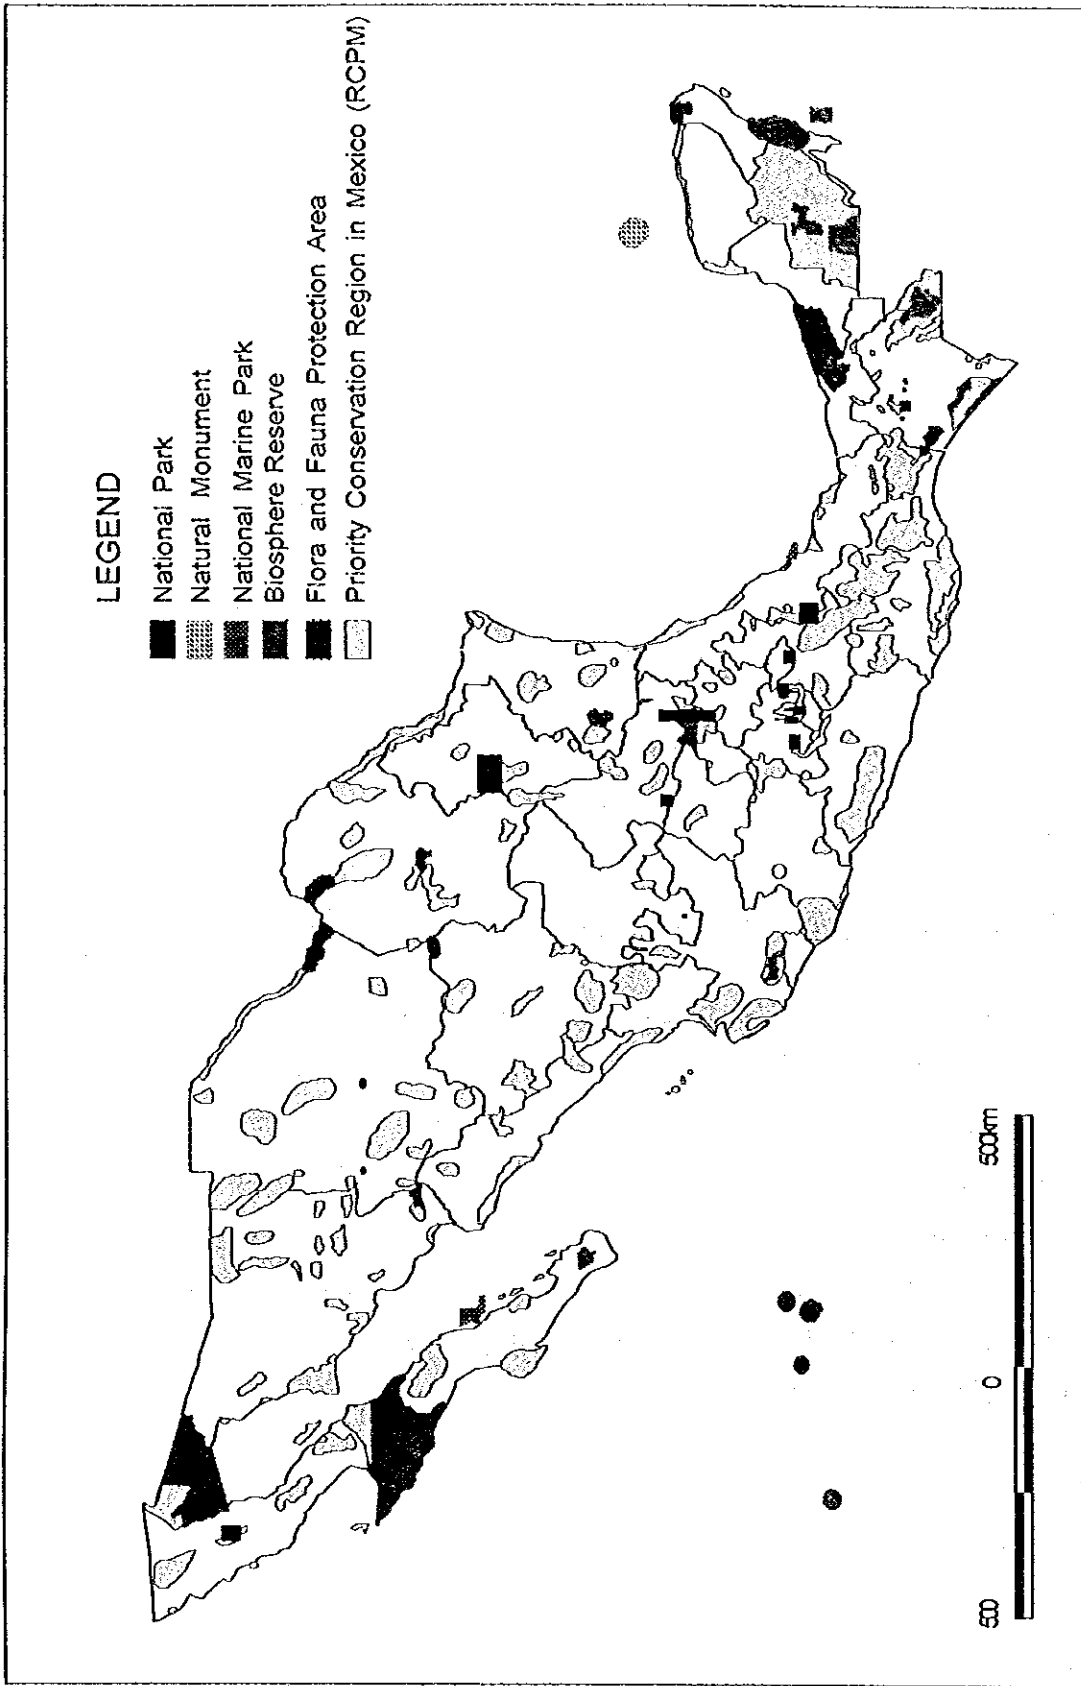 LEGEND
National Park
Natural Monument
National Marine Park
Biosphere Reserve
Flora and Fauna Protection Area
Priority Conservation Region in Mexico (RCPM)
500 0 500km